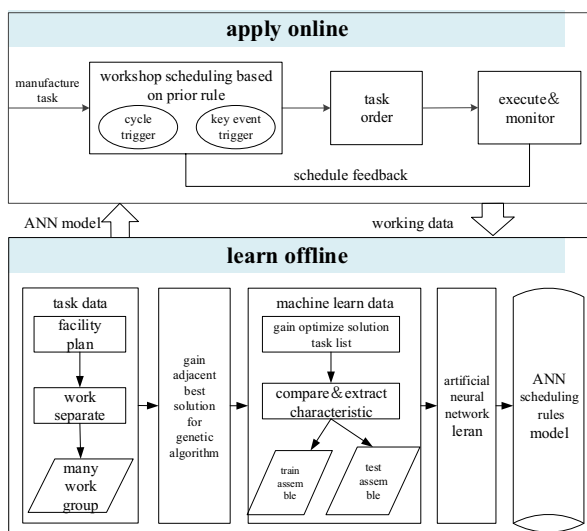 apply online
manufacture
task
workshop scheduling based
on prior rule
cycle
trigger
key event
trigger
task
order
execute&
monitor
schedule feedback
ANN model
working data
learn offline
task data
facility
plan
work
separate
many
work
group
gain
adjacent
best
solution
for
genetic
algorithm
machine learn data
gain optimize solution
task list
compare&extract
characteristic
train
assem
ble
test
assem
ble
artificial
neural
network
leran
ANN
scheduling
rules
model